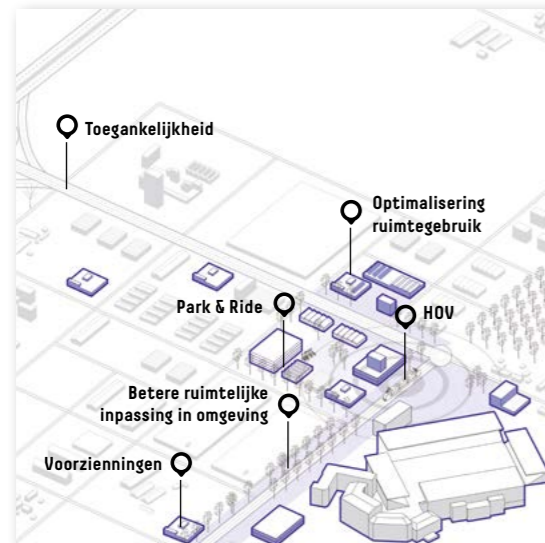 Toegankelijkheid
Optimalisering
ruimtegebruik
Park & Ride
HOV
Betere ruimtelijke
inpassing in omgeving
Voorzienningen